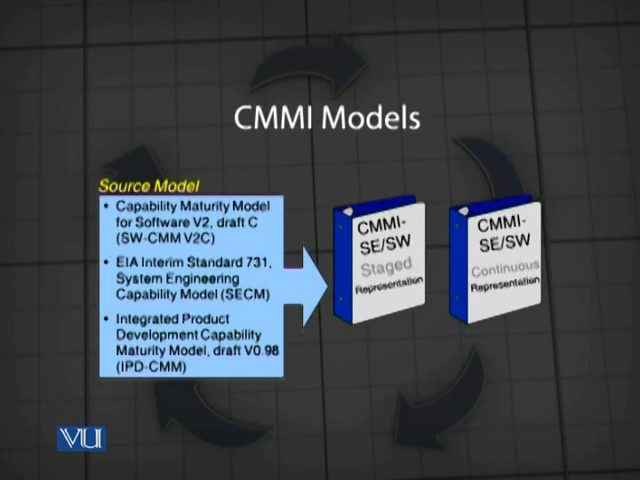 CMMI Models
Source Model
• Capability Maturity Model
for Software V2, draft C
(SW-CMM V2C)
• EIA Interim Standard 731,
System Engineering
Capability Model (SECM)
• Integrated Product
Development Capability
Maturity Model, draft V0.98
(IPD-CMM)
CMMI-
SE/SW
Staged
Representation
CMMI-
SE/SW
Continuous
Representation
VU